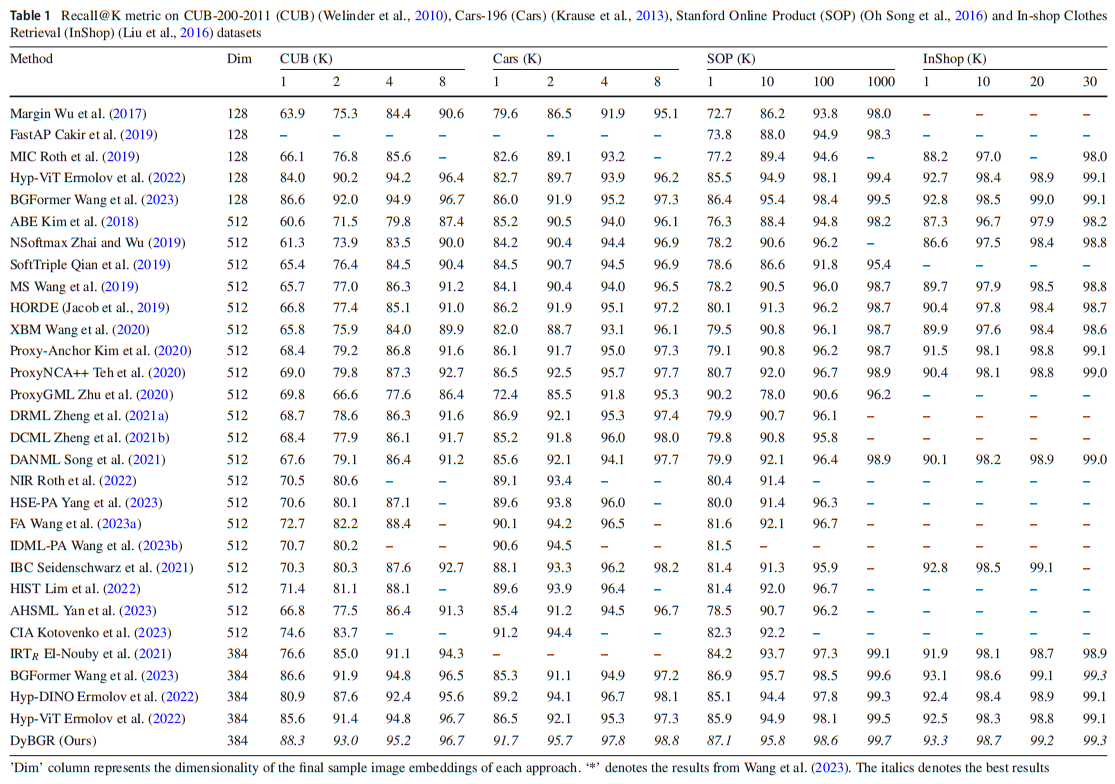 Table 1 Recall@K metric on CUB-200-2011 (CUB) (Welinder et al., 2010), Cars-196 (Cars) (Krause et al., 2013), Stanford Online Product (SOP) (Oh Song et al., 2016) and In-shop Clothes
Retrieval (InShop) (Liu et al., 2016) datasets
Method Dim CUB (K) Cars (K) SOP (K) InShop (K)
1 2 4 8 1 2 4 8 1 10 100 1000 1 10 20 30
Margin Wu et al. (2017) 128 63.9 75.3 84.4 90.6 79.6 86.5 91.9 95.1 72.7 86.2 93.8 98.0 – – – –
FastAP Cakir et al. (2019) 128 – – – – – – – – 73.8 88.0 94.9 98.3 – – – –
MIC Roth et al. (2019) 128 66.1 76.8 85.6 – 82.6 89.1 93.2 – 77.2 89.4 94.6 – 88.2 97.0 – 98.0
Hyp-ViT Ermolov et al. (2022) 128 84.0 90.2 94.2 96.4 82.7 89.7 93.9 96.2 85.5 94.9 98.1 99.4 92.7 98.4 98.9 99.1
BGFormer Wang et al. (2023) 128 86.6 92.0 94.9 96.7 86.0 91.9 95.2 97.3 86.4 95.4 98.4 99.5 92.8 98.5 99.0 99.1
ABE Kim et al. (2018) 512 60.6 71.5 79.8 87.4 85.2 90.5 94.0 96.1 76.3 88.4 94.8 98.2 87.3 96.7 97.9 98.2
NSoftmax Zhai and Wu (2019) 512 61.3 73.9 83.5 90.0 84.2 90.4 94.4 96.9 78.2 90.6 96.2 – 86.6 97.5 98.4 98.8
SoftTriple Qian et al. (2019) 512 65.4 76.4 84.5 90.4 84.5 90.7 94.5 96.9 78.6 86.6 91.8 95.4 – – – –
MS Wang et al. (2019) 512 65.7 77.0 86.3 91.2 84.1 90.4 94.0 96.5 78.2 90.5 96.0 98.7 89.7 97.9 98.5 98.8
HORDE (Jacob et al., 2019) 512 66.8 77.4 85.1 91.0 86.2 91.9 95.1 97.2 80.1 91.3 96.2 98.7 90.4 97.8 98.4 98.7
XBM Wang et al. (2020) 512 65.8 75.9 84.0 89.9 82.0 88.7 93.1 96.1 79.5 90.8 96.1 98.7 89.9 97.6 98.4 98.6
Proxy-Anchor Kim et al. (2020) 512 68.4 79.2 86.8 91.6 86.1 91.7 95.0 97.3 79.1 90.8 96.2 98.7 91.5 98.1 98.8 99.1
ProxyNCA++ Teh et al. (2020) 512 69.0 79.8 87.3 92.7 86.5 92.5 95.7 97.7 80.7 92.0 96.7 98.9 90.4 98.1 98.8 99.0
ProxyGML Zhu et al. (2020) 512 69.8 66.6 77.6 86.4 72.4 85.5 91.8 95.3 90.2 78.0 90.6 96.2 – – – –
DRML Zheng et al. (2021a) 512 68.7 78.6 86.3 91.6 86.9 92.1 95.3 97.4 79.9 90.7 96.1 – – – – –
DCML Zheng et al. (2021b) 512 68.4 77.9 86.1 91.7 85.2 91.8 96.0 98.0 79.8 90.8 95.8 – – – – –
DANML Song et al. (2021) 512 67.6 79.1 86.4 91.2 85.6 92.1 94.1 97.7 79.9 92.1 96.4 98.9 90.1 98.2 98.9 99.0
NIR Roth et al. (2022) 512 70.5 80.6 – – 89.1 93.4 – – 80.4 91.4 – – – – – –
HSE-PA Yang et al. (2023) 512 70.6 80.1 87.1 – 89.6 93.8 96.0 – 80.0 91.4 96.3 – – – – –
FA Wang et al. (2023a) 512 72.7 82.2 88.4 – 90.1 94.2 96.5 – 81.6 92.1 96.7 – – – – –
IDML-PA Wang et al. (2023b) 512 70.7 80.2 – – 90.6 94.5 – – 81.5 – – – – – – –
IBC Seidenschwarz et al. (2021) 512 70.3 80.3 87.6 92.7 88.1 93.3 96.2 98.2 81.4 91.3 95.9 – 92.8 98.5 99.1 –
HIST Lim et al. (2022) 512 71.4 81.1 88.1 – 89.6 93.9 96.4 – 81.4 92.0 96.7 – – – – –
AHSML Yan et al. (2023) 512 66.8 77.5 86.4 91.3 85.4 91.2 94.5 96.7 78.5 90.7 96.2 – – – – –
CIA Kotovenko et al. (2023) 512 74.6 83.7 – – 91.2 94.4 – – 82.3 92.2 – – – – – –
IRT_R El-Nouby et al. (2021) 384 76.6 85.0 91.1 94.3 – – – – 84.2 93.7 97.3 99.1 91.9 98.1 98.7 98.9
BGFormer Wang et al. (2023) 384 86.6 91.9 94.8 96.5 85.3 91.1 94.9 97.2 86.9 95.7 98.5 99.6 93.1 98.6 99.1 99.3
Hyp-DINO Ermolov et al. (2022) 384 80.9 87.6 92.4 95.6 89.2 94.1 96.7 98.1 85.1 94.4 97.8 99.3 92.4 98.4 98.9 99.1
Hyp-ViT Ermolov et al. (2022) 384 85.6 91.4 94.8 96.7 86.5 92.1 95.3 97.3 85.9 94.9 98.1 99.5 92.5 98.3 98.8 99.1
DyBGR (Ours) 384 88.3 93.0 95.2 96.7 91.7 95.7 97.8 98.8 87.1 95.8 98.6 99.7 93.3 98.7 99.2 99.3
’Dim’ column represents the dimensionality of the final sample image embeddings of each approach. ‘*’ denotes the results from Wang et al. (2023). The italics denotes the best results